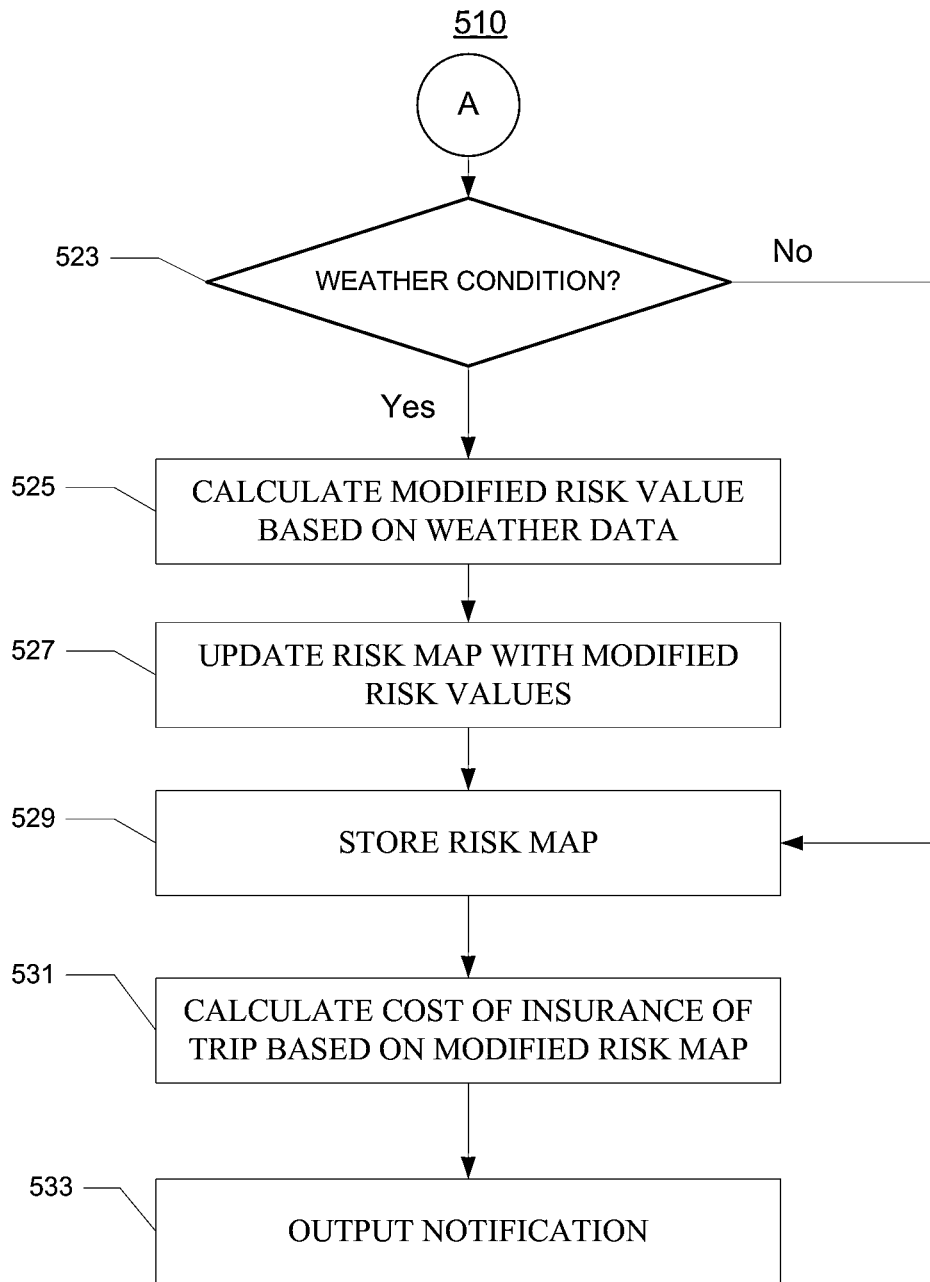 510
A
523
WEATHER CONDITION?
No
Yes
525
CALCULATE MODIFIED RISK VALUE
BASED ON WEATHER DATA
527
UPDATE RISK MAP WITH MODIFIED
RISK VALUES
529
STORE RISK MAP
531
CALCULATE COST OF INSURANCE OF
TRIP BASED ON MODIFIED RISK MAP
533
OUTPUT NOTIFICATION